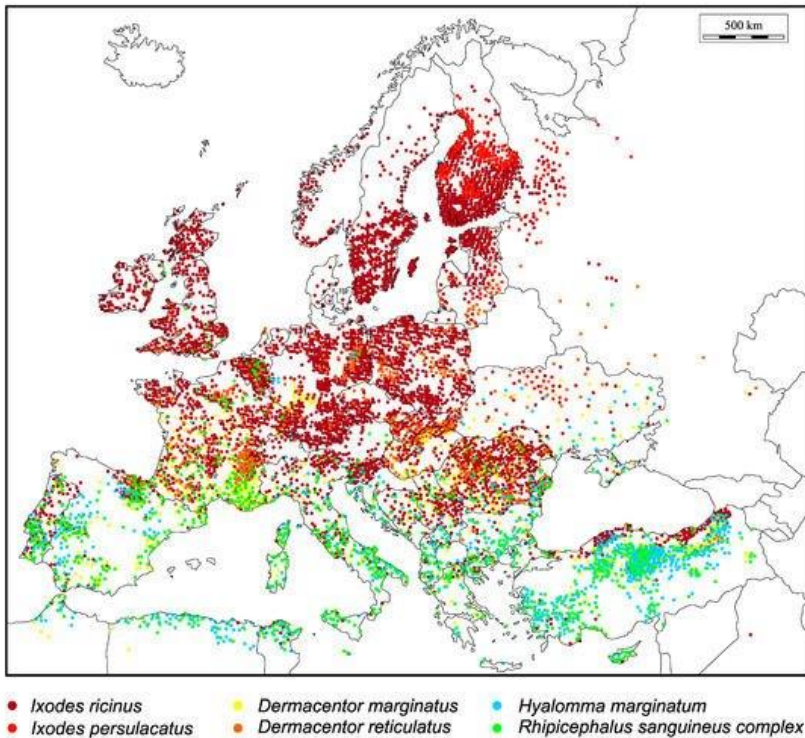 500 km
Ixodes ricinus Dermacentor marginatus Hyalomma marginatum
Ixodes persulacatus Dermacentor reticulatus Rhipicephalus sanguineus complex